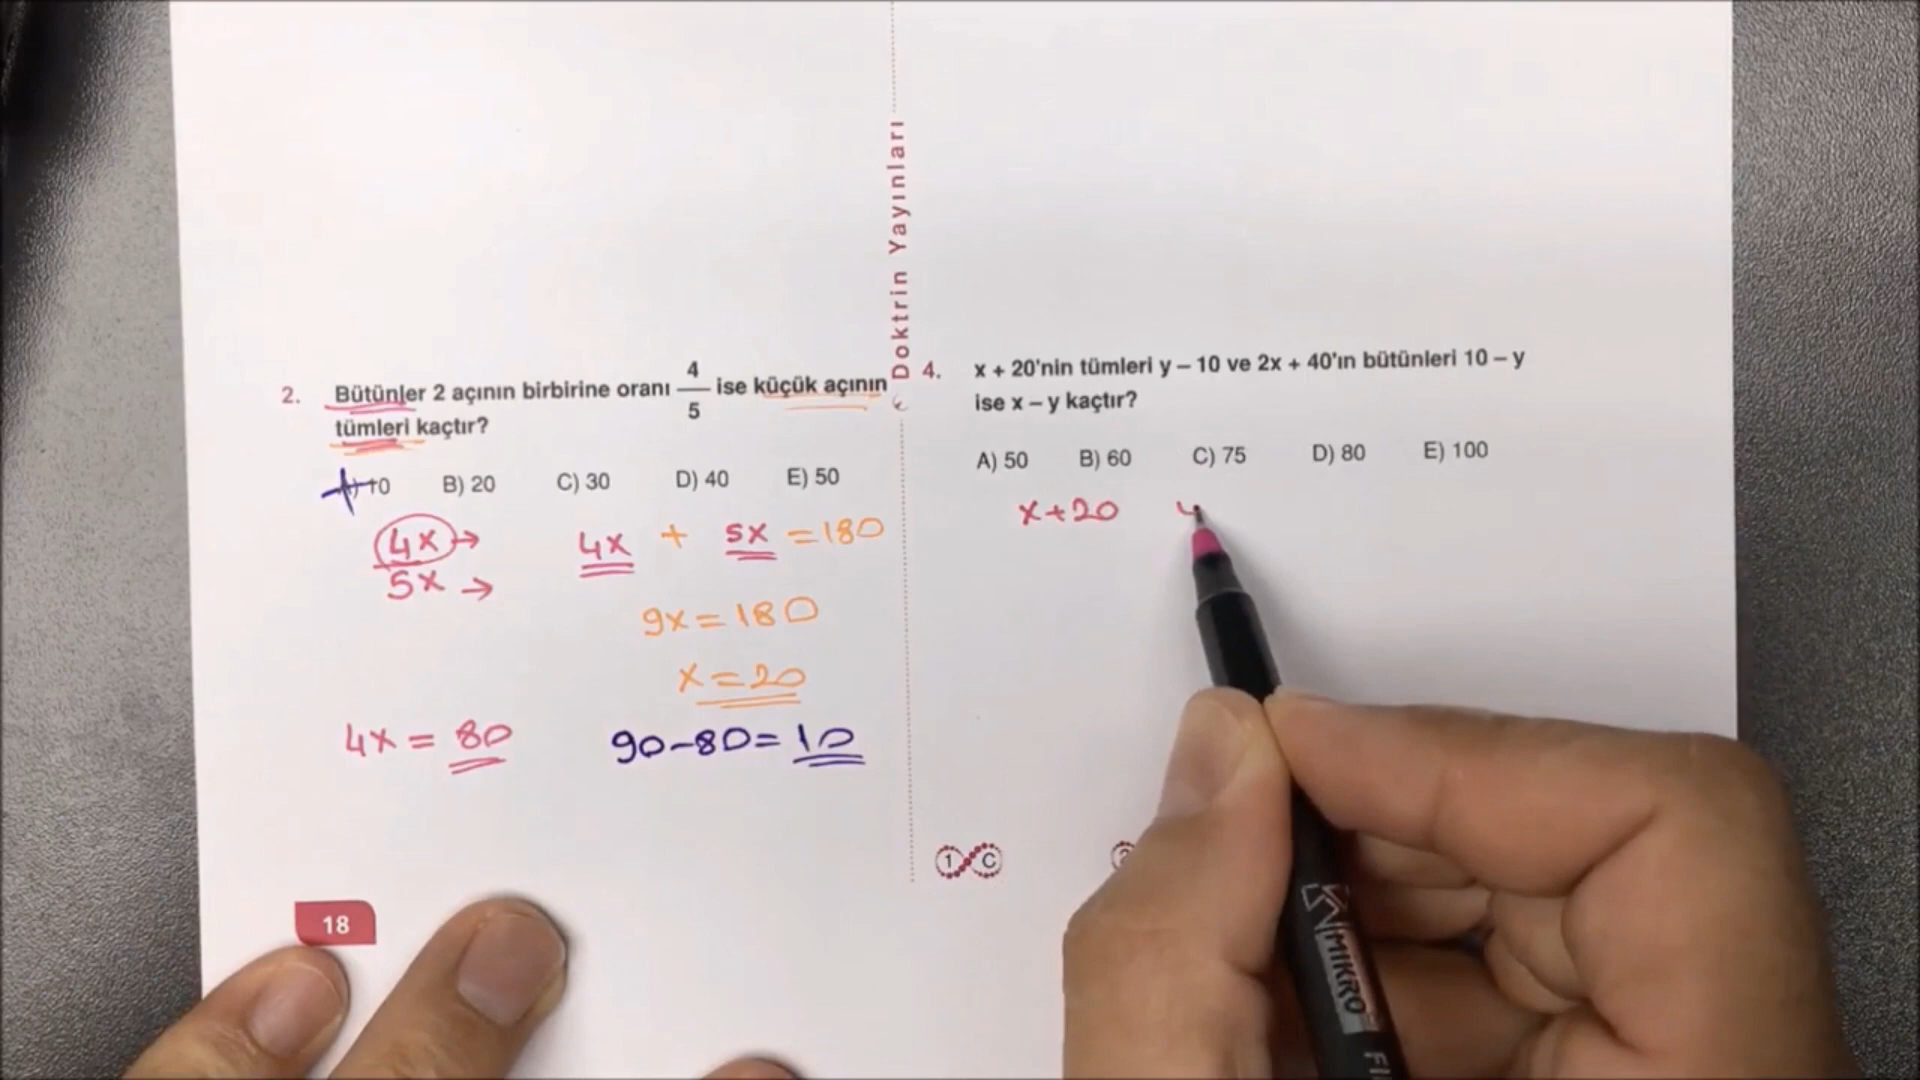 Doktrin Yayınları
2. Bütünler 2 açının birbirine oranı 4/5 ise küçük açının
tümleri kaçtır?
A) 10 B) 20 C) 30 D) 40 E) 50
4x → 4x + 5x = 180
5x →
9x = 180
x = 20
4x = 80 90-80 = 10
18
4. x + 20'nin tümleri y – 10 ve 2x + 40'ın bütünleri 10 – y
ise x – y kaçtır?
A) 50 B) 60 C) 75 D) 80 E) 100
x+20
1 C
MIKRO